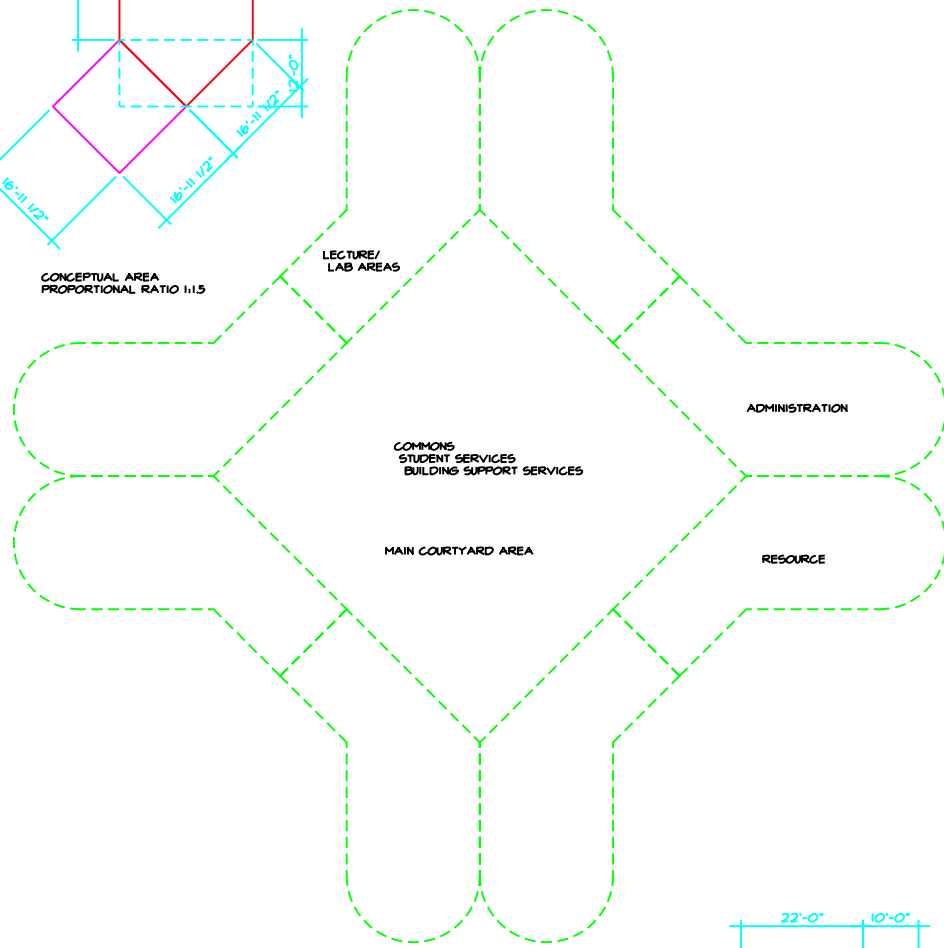 12'-0"
16'-11 1/2"
16'-11 1/2"
16'-11 1/2"
LECTURE/
LAB AREAS
CONCEPTUAL AREA
PROPORTIONAL RATIO 1:1.5
ADMINISTRATION
COMMONS
STUDENT SERVICES
BUILDING SUPPORT SERVICES
MAIN COURTYARD AREA
RESOURCE
22'-0"
10'-0"